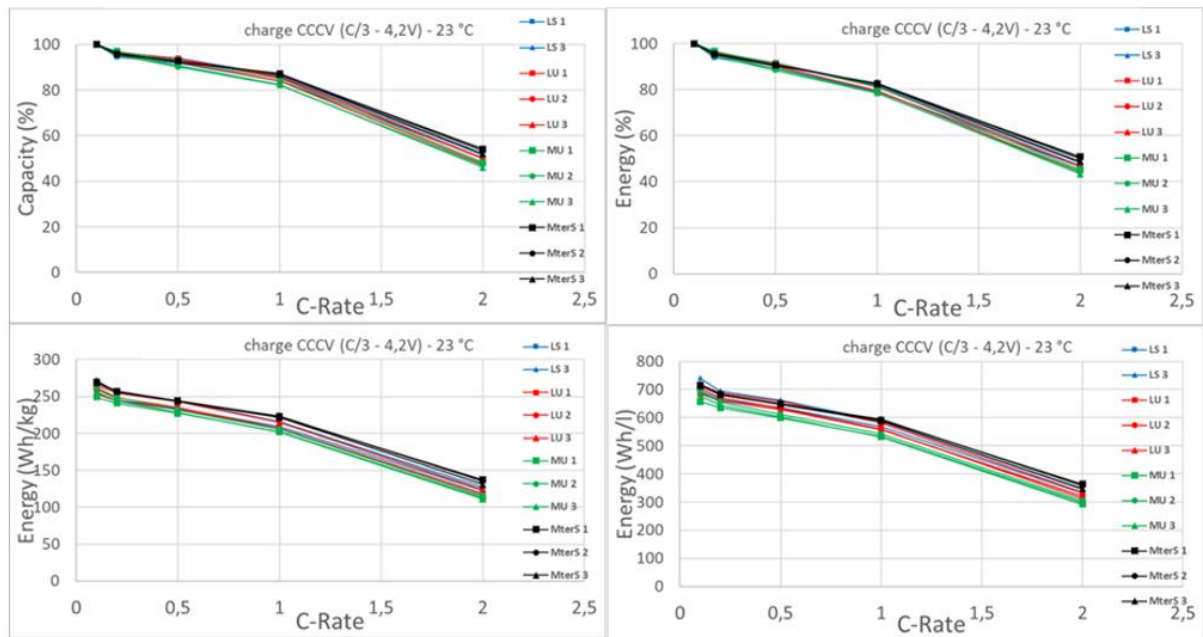 charge CCCV (C/3 - 4,2V) - 23 °C
Capacity (%)
100
80
60
40
20
0
0
0,5
1
1,5
2
2,5
C-Rate
LS 1
LS 3
LU 1
LU 2
LU 3
MU 1
MU 2
MU 3
MterS 1
MterS 2
MterS 3
charge CCCV (C/3 - 4,2V) - 23 °C
Energy (%)
100
80
60
40
20
0
0
0,5
1
1,5
2
2,5
C-Rate
LS 1
LS 3
LU 1
LU 2
LU 3
MU 1
MU 2
MU 3
MterS 1
MterS 2
MterS 3
charge CCCV (C/3 - 4,2V) - 23 °C
Energy (Wh/kg)
300
250
200
150
100
50
0
0
0,5
1
1,5
2
2,5
C-Rate
LS 1
LS 3
LU 1
LU 2
LU 3
MU 1
MU 2
MU 3
MterS 1
MterS 2
MterS 3
charge CCCV (C/3 - 4,2V) - 23 °C
Energy (Wh/l)
800
700
600
500
400
300
200
100
0
0
0,5
1
1,5
2
2,5
C-Rate
LS 1
LS 3
LU 1
LU 2
LU 3
MU 1
MU 2
MU 3
MterS 1
MterS 2
MterS 3